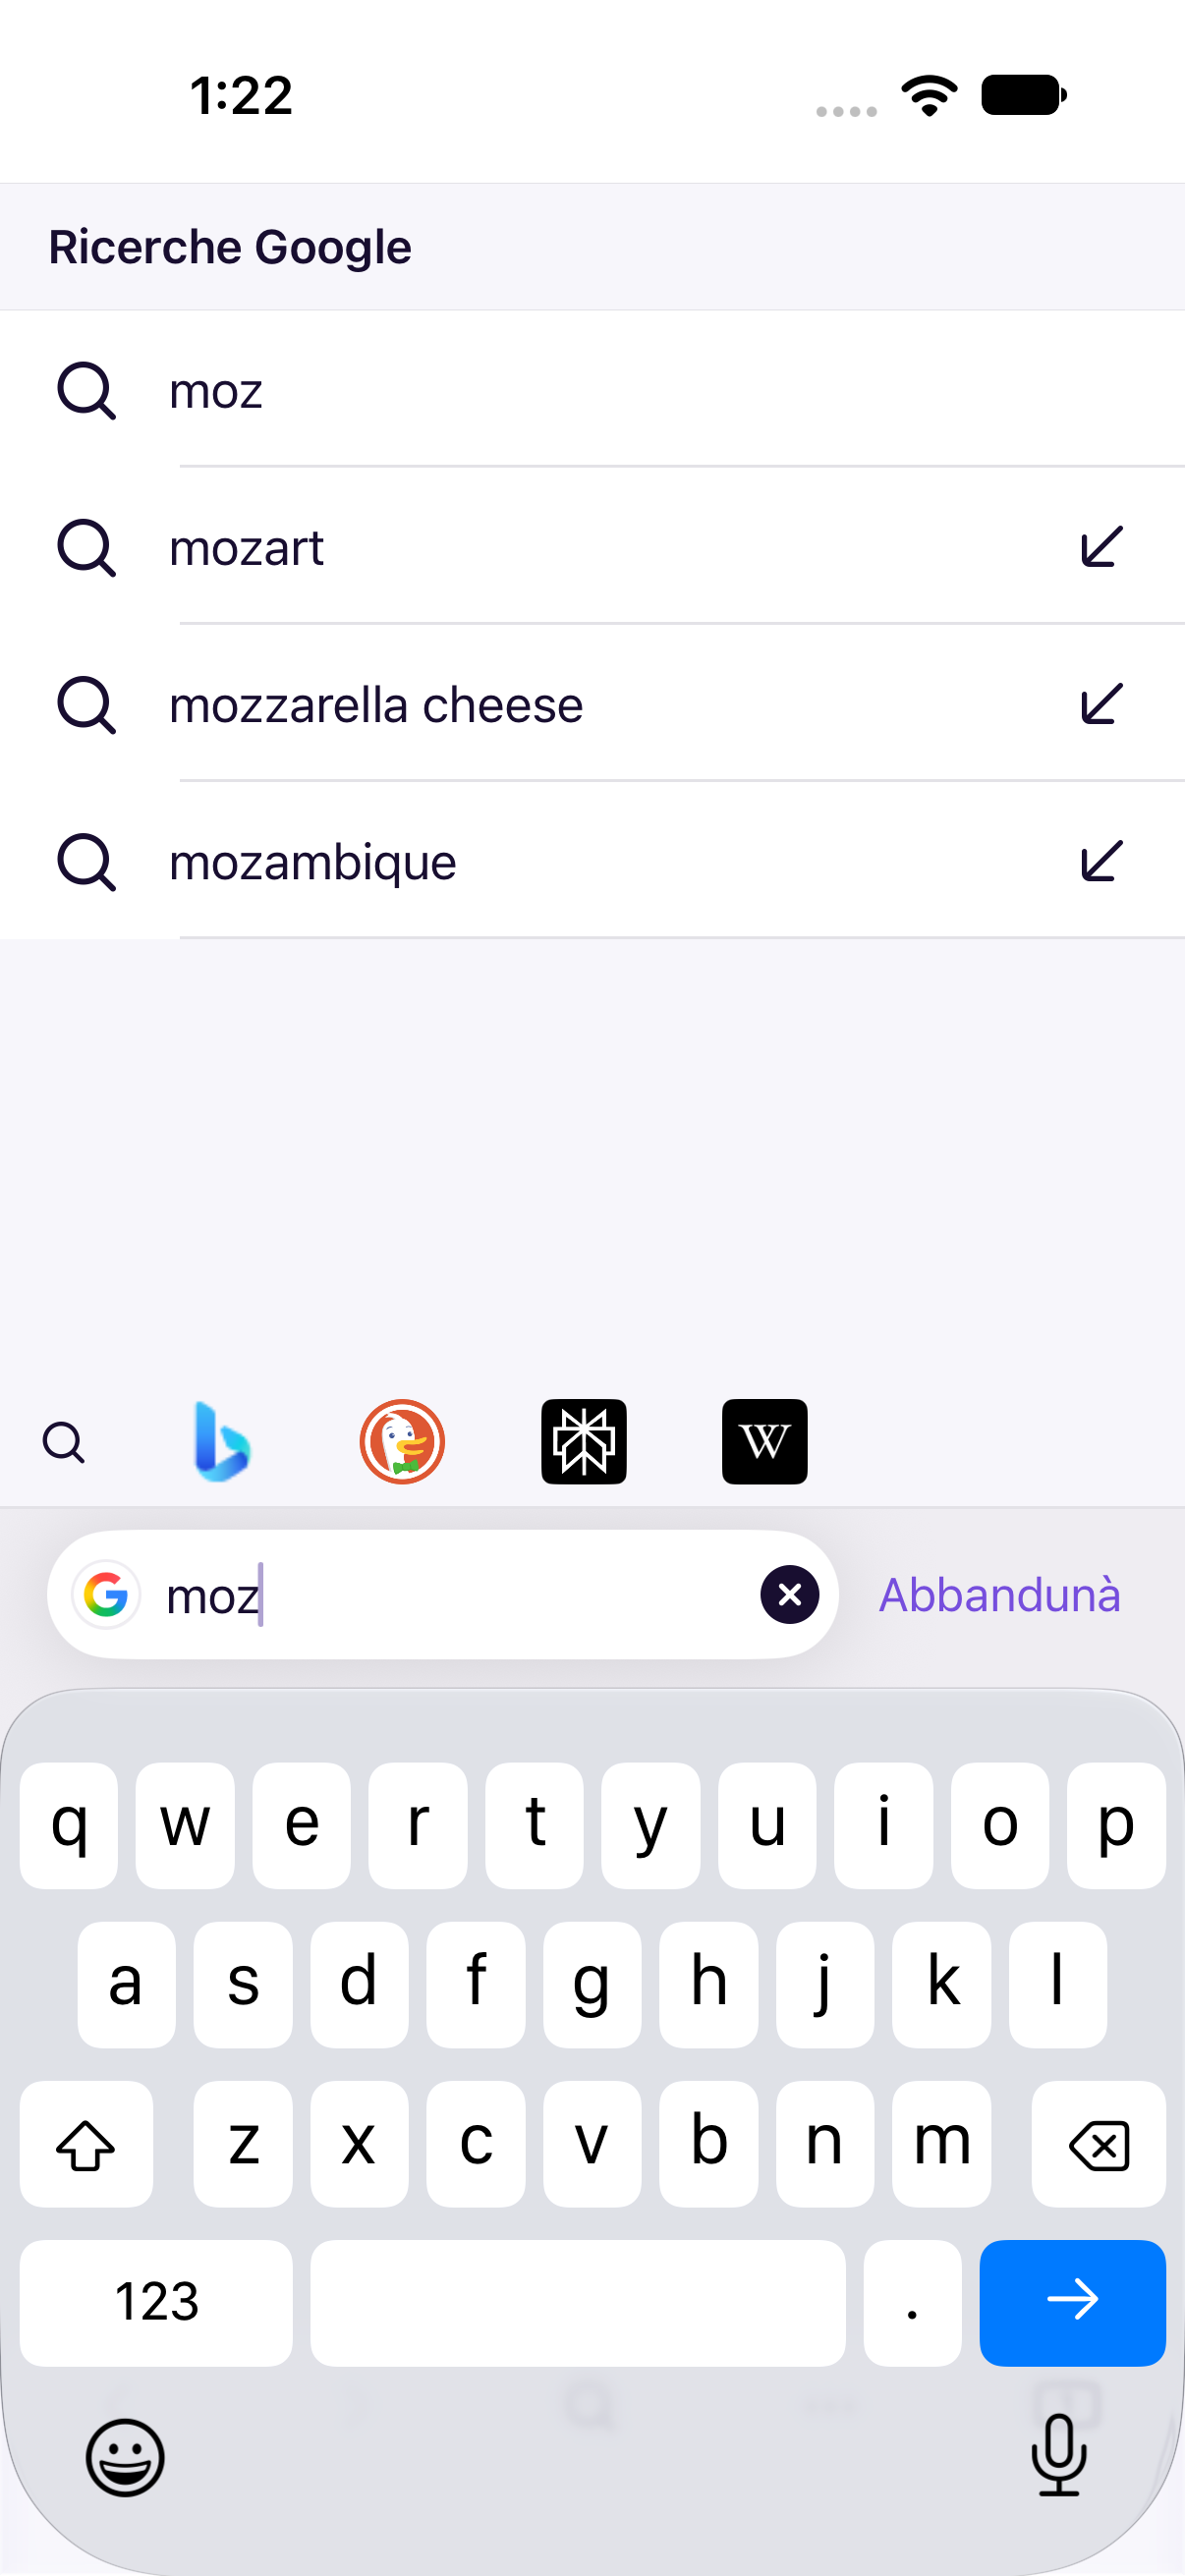 1:22
Ricerche Google
moz
mozart
mozzarella cheese
mozambique
W
moz
Abbandunà
q w e r t y u i o p
a s d f g h j k l
z x c v b n m
123 .